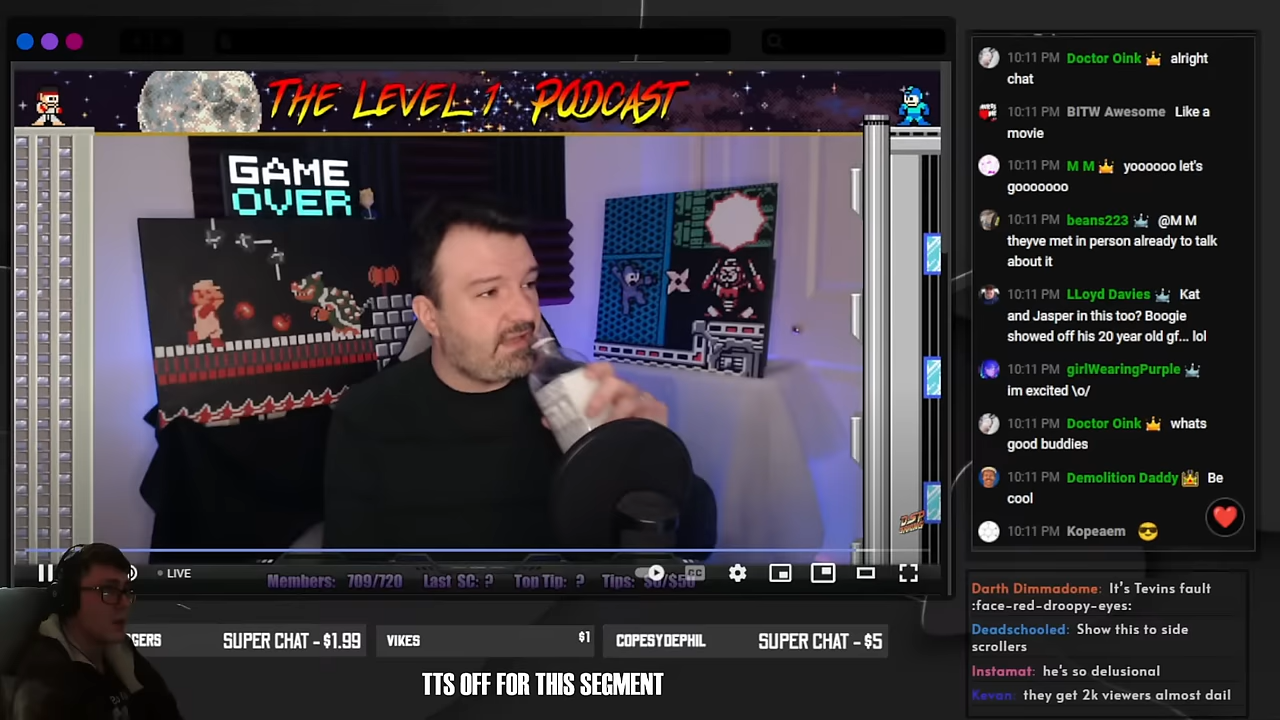 THE LEVEL 1 PODCAST
GAME
OVER
LIVE
CC
Members: 709/720 Last SC: ? Top Tip: ? Tips:
SUPER CHAT - $1.99
VIKES $1
COPESYDEPHIL SUPER CHAT - $5
TTS OFF FOR THIS SEGMENT
10:11 PM Doctor Oink alright
chat
10:11 PM BITW Awesome Like a
movie
10:11 PM M M yoooooo let's
gooooooo
10:11 PM beans223 @M M
theyve met in person already to talk
about it
10:11 PM LLoyd Davies Kat
and Jasper in this too? Boogie
showed off his 20 year old gf... lol
10:11 PM girlWearingPurple
im excited \o/
10:11 PM Doctor Oink whats
good buddies
10:11 PM Demolition Daddy Be
cool
10:11 PM Kopeaem
Darth Dimmadome: It's Tevins fault
:face-red-droopy-eyes:
Deadschooled: Show this to side
scrollers
Instamat: he's so delusional
Kevan: they get 2k viewers almost dail